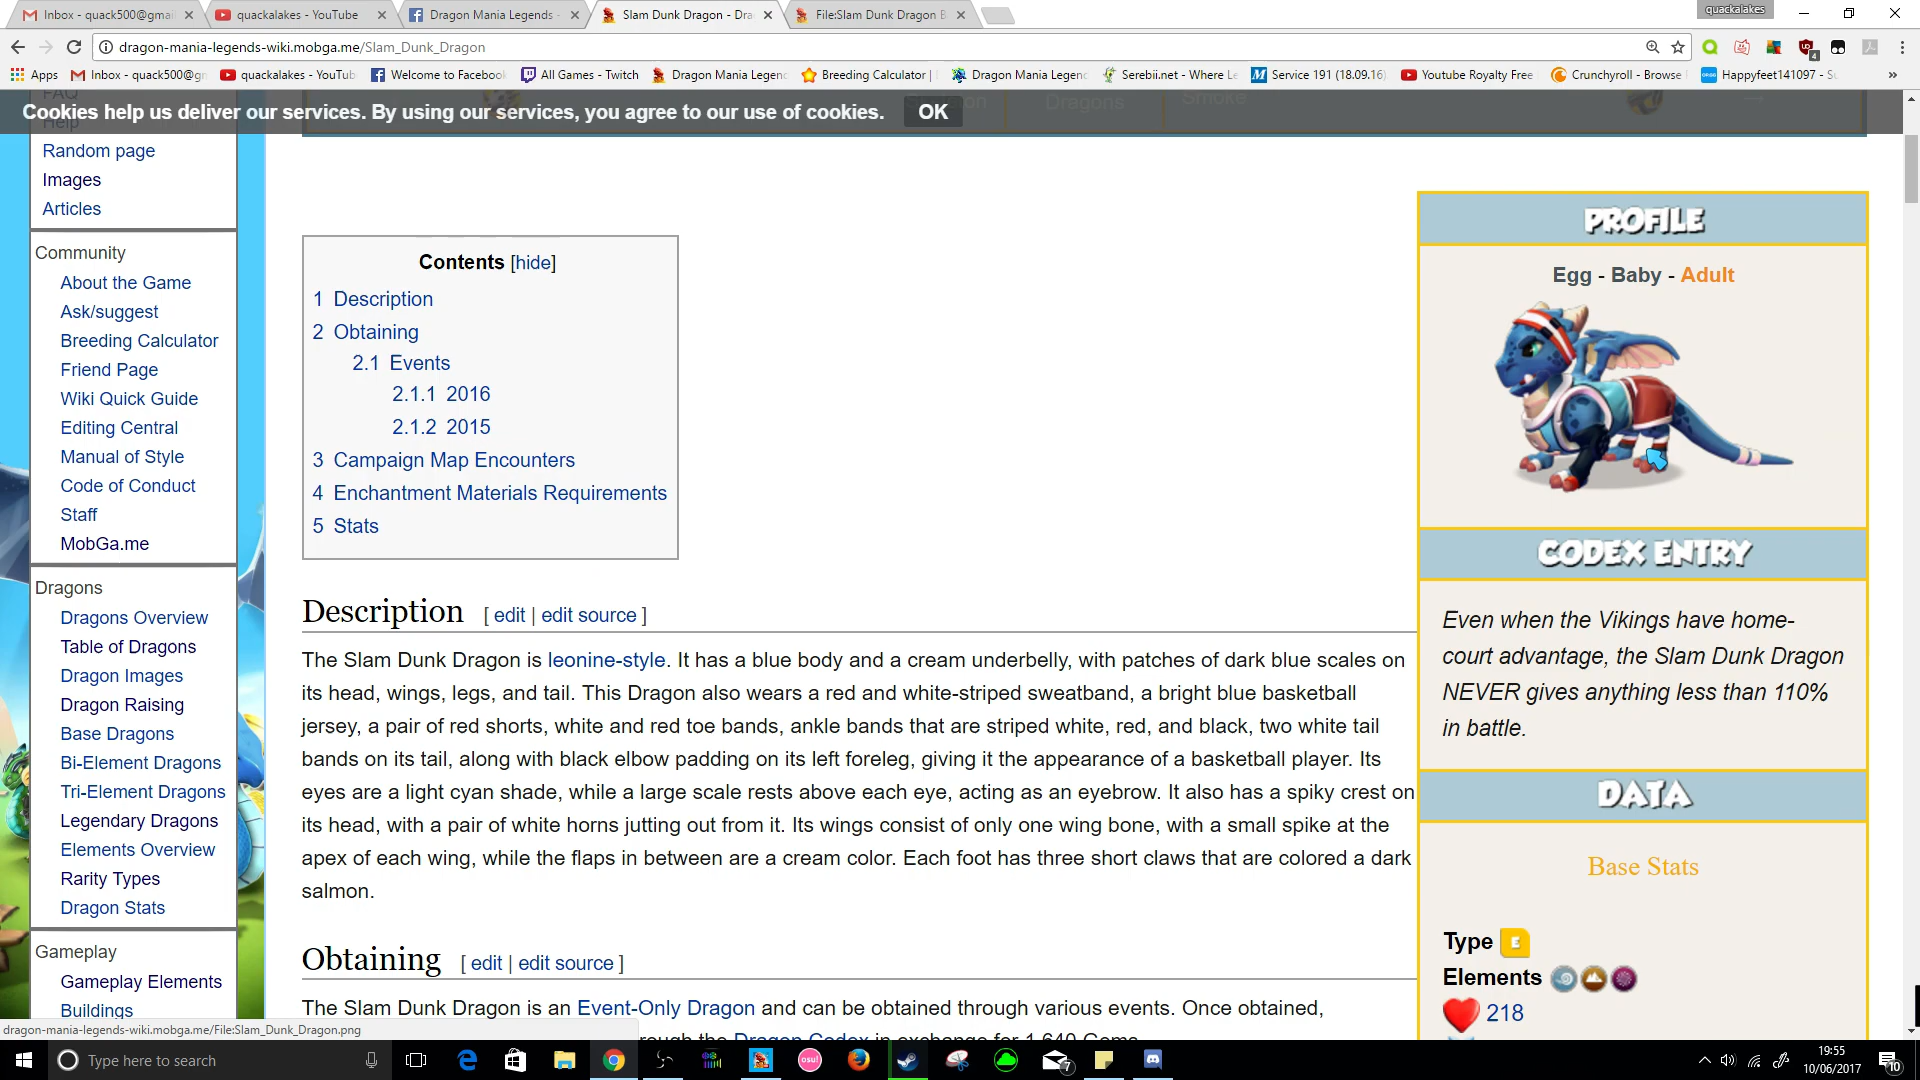 Inbox - quack500@gmai
quackalakes - YouTube
Dragon Mania Legends -
Slam Dunk Dragon - Dra
File:Slam Dunk Dragon B
quackalakes
dragon-mania-legends-wiki.mobga.me/Slam_Dunk_Dragon
Apps
Inbox - quack500@gm
quackalakes - YouTub
Welcome to Facebook
All Games - Twitch
Dragon Mania Legend
Breeding Calculator |
Dragon Mania Legend
Serebii.net - Where Le
Service 191 (18.09.16)
Youtube Royalty Free
Crunchyroll - Browse
Happyfeet141097 - Su
»
FAQ
Dragons
Smoke
Cookies help us deliver our services. By using our services, you agree to our use of cookies.
OK
Help
Random page
Images
Articles
Community
About the Game
Ask/suggest
Breeding Calculator
Friend Page
Wiki Quick Guide
Editing Central
Manual of Style
Code of Conduct
Staff
MobGa.me
Dragons
Dragons Overview
Table of Dragons
Dragon Images
Dragon Raising
Base Dragons
Bi-Element Dragons
Tri-Element Dragons
Legendary Dragons
Elements Overview
Rarity Types
Dragon Stats
Gameplay
Gameplay Elements
Buildings
Contents [hide]
1 Description
2 Obtaining
2.1 Events
2.1.1 2016
2.1.2 2015
3 Campaign Map Encounters
4 Enchantment Materials Requirements
5 Stats
Description [ edit | edit source ]
The Slam Dunk Dragon is leonine-style. It has a blue body and a cream underbelly, with patches of dark blue scales on
its head, wings, legs, and tail. This Dragon also wears a red and white-striped sweatband, a bright blue basketball
jersey, a pair of red shorts, white and red toe bands, ankle bands that are striped white, red, and black, two white tail
bands on its tail, along with black elbow padding on its left foreleg, giving it the appearance of a basketball player. Its
eyes are a light cyan shade, while a large scale rests above each eye, acting as an eyebrow. It also has a spiky crest on
its head, with a pair of white horns jutting out from it. Its wings consist of only one wing bone, with a small spike at the
apex of each wing, while the flaps in between are a cream color. Each foot has three short claws that are colored a dark
salmon.
Obtaining [ edit | edit source ]
The Slam Dunk Dragon is an Event-Only Dragon and can be obtained through various events. Once obtained,
rough the Dragon Codex in exchange for 1,640 Gems.
PROFILE
Egg - Baby - Adult
CODEX ENTRY
Even when the Vikings have home-
court advantage, the Slam Dunk Dragon
NEVER gives anything less than 110%
in battle.
DATA
Base Stats
Type E
Elements
218
dragon-mania-legends-wiki.mobga.me/File:Slam_Dunk_Dragon.png
Type here to search
osu!
7
19:55
10/06/2017
10